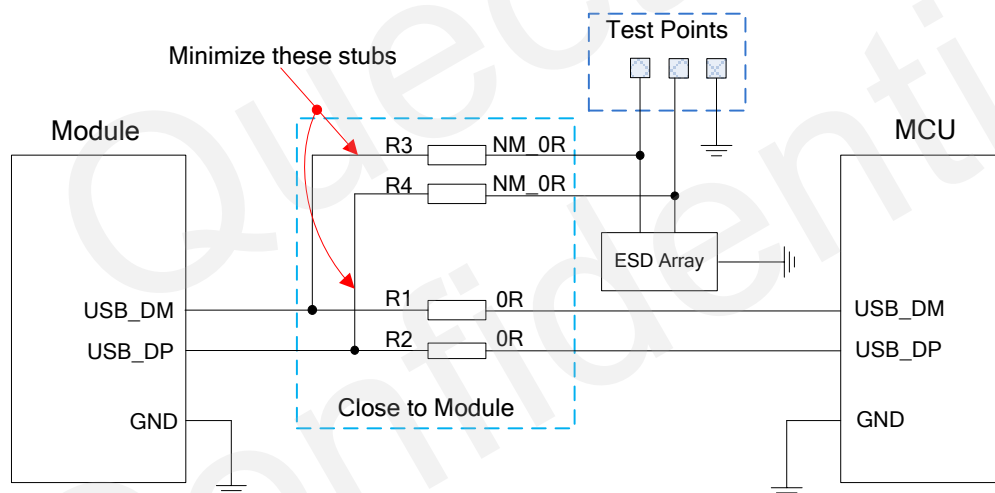 Test Points
Minimize these stubs
Module
MCU
R3
NM_0R
R4
NM_0R
ESD Array
USB_DM
R1
0R
USB_DM
USB_DP
R2
0R
USB_DP
GND
Close to Module
GND